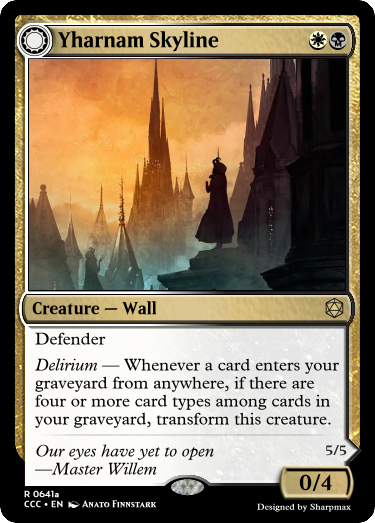 Yharnam Skyline
Creature — Wall
Defender
Delirium — Whenever a card enters your
graveyard from anywhere, if there are
four or more card types among cards in
your graveyard, transform this creature.
Our eyes have yet to open
—Master Willem
5/5
0/4
R 0641a
CCC • EN Anato Finnstark
Designed by Sharpmax